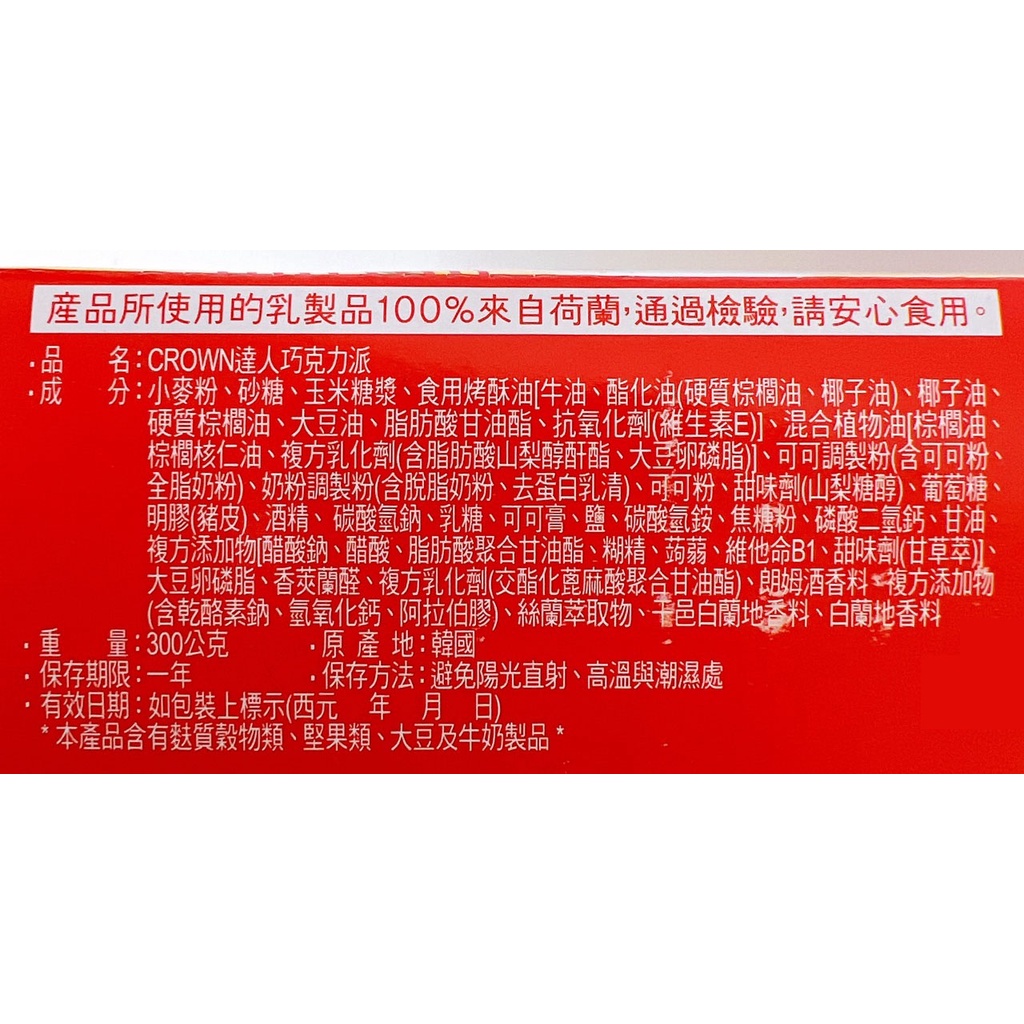 産品所使用的乳製品100%來自荷蘭,通過檢驗,請安心食用。
·品 名:CROWN達人巧克力派
·成 分:小麥粉、砂糖、玉米糖漿、食用烤酥油[牛油、酯化油(硬質棕櫚油、椰子油)、椰子油、
硬質棕櫚油、大豆油、脂肪酸甘油酯、抗氧化劑(維生素E)]、混合植物油[棕櫚油、
棕櫚核仁油、複方乳化劑(含脂肪酸山梨醇酐酯、大豆卵磷脂)]、可可調製粉(含可可粉、
全脂奶粉)、奶粉調製粉(含脫脂奶粉、去蛋白乳清)、可可粉、甜味劑(山梨糖醇)、葡萄糖、
明膠(豬皮)、酒精、碳酸氫鈉、乳糖、可可膏、鹽、碳酸氫銨、焦糖粉、磷酸二氫鈣、甘油、
複方添加物[醋酸鈉、醋酸、脂肪酸聚合甘油酯、糊精、蒟蒻、維他命B1、甜味劑(甘草萃)]、
大豆卵磷脂、香莢蘭醛、複方乳化劑(交酯化蓖麻酸聚合甘油酯)、朗姆酒香料、複方添加物
(含乾酪素鈉、氫氧化鈣、阿拉伯膠)、絲蘭萃取物、干邑白蘭地香料、白蘭地香料
·重 量:300公克 ·原 產 地:韓國
·保存期限:一年 ·保存方法:避免陽光直射、高溫與潮濕處
·有效日期:如包裝上標示(西元 年 月 日)
*本產品含有麩質穀物類、堅果類、大豆及牛奶製品*